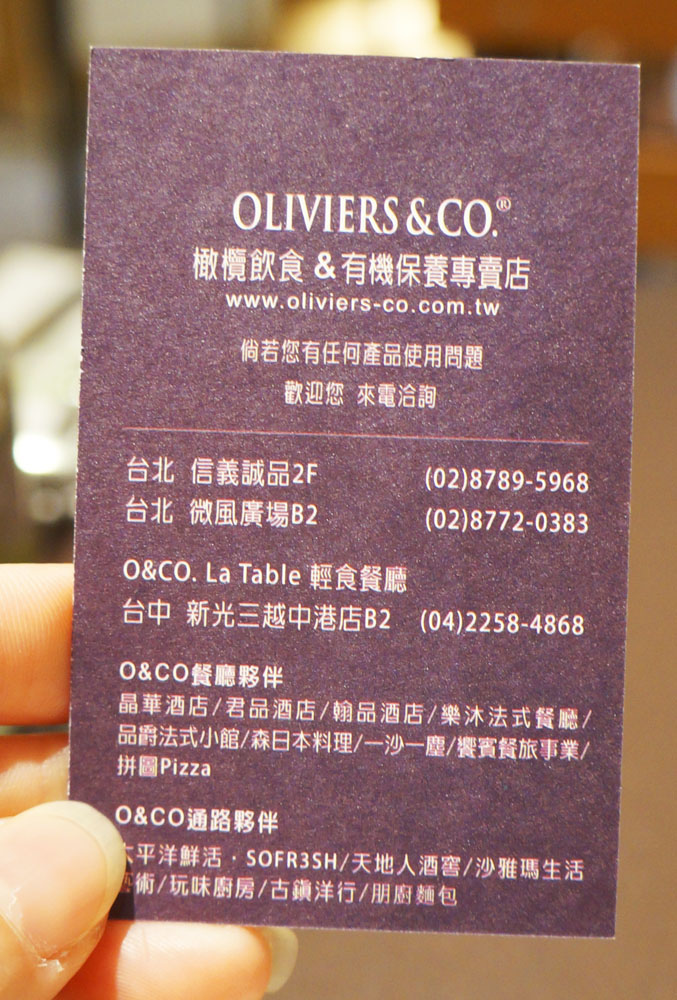 OLIVIERS & CO.®
橄欖飲食 & 有機保養專賣店
www.oliviers-co.com.tw
倘若您有任何產品使用問題
歡迎您 來電洽詢
台北 信義誠品2F (02)8789-5968
台北 微風廣場B2 (02)8772-0383
O&CO. La Table 輕食餐廳
台中 新光三越中港店B2 (04)2258-4868
O&CO餐廳夥伴
晶華酒店/君品酒店/翰品酒店/樂沐法式餐廳/
品爵法式小館/森日本料理/一沙一塵/饗賓餐旅事業/
拼圖Pizza
O&CO通路夥伴
太平洋鮮活·SOFR3SH/天地人酒窖/沙雅瑪生活
藝術/玩味廚房/古鎮洋行/朋廚麵包